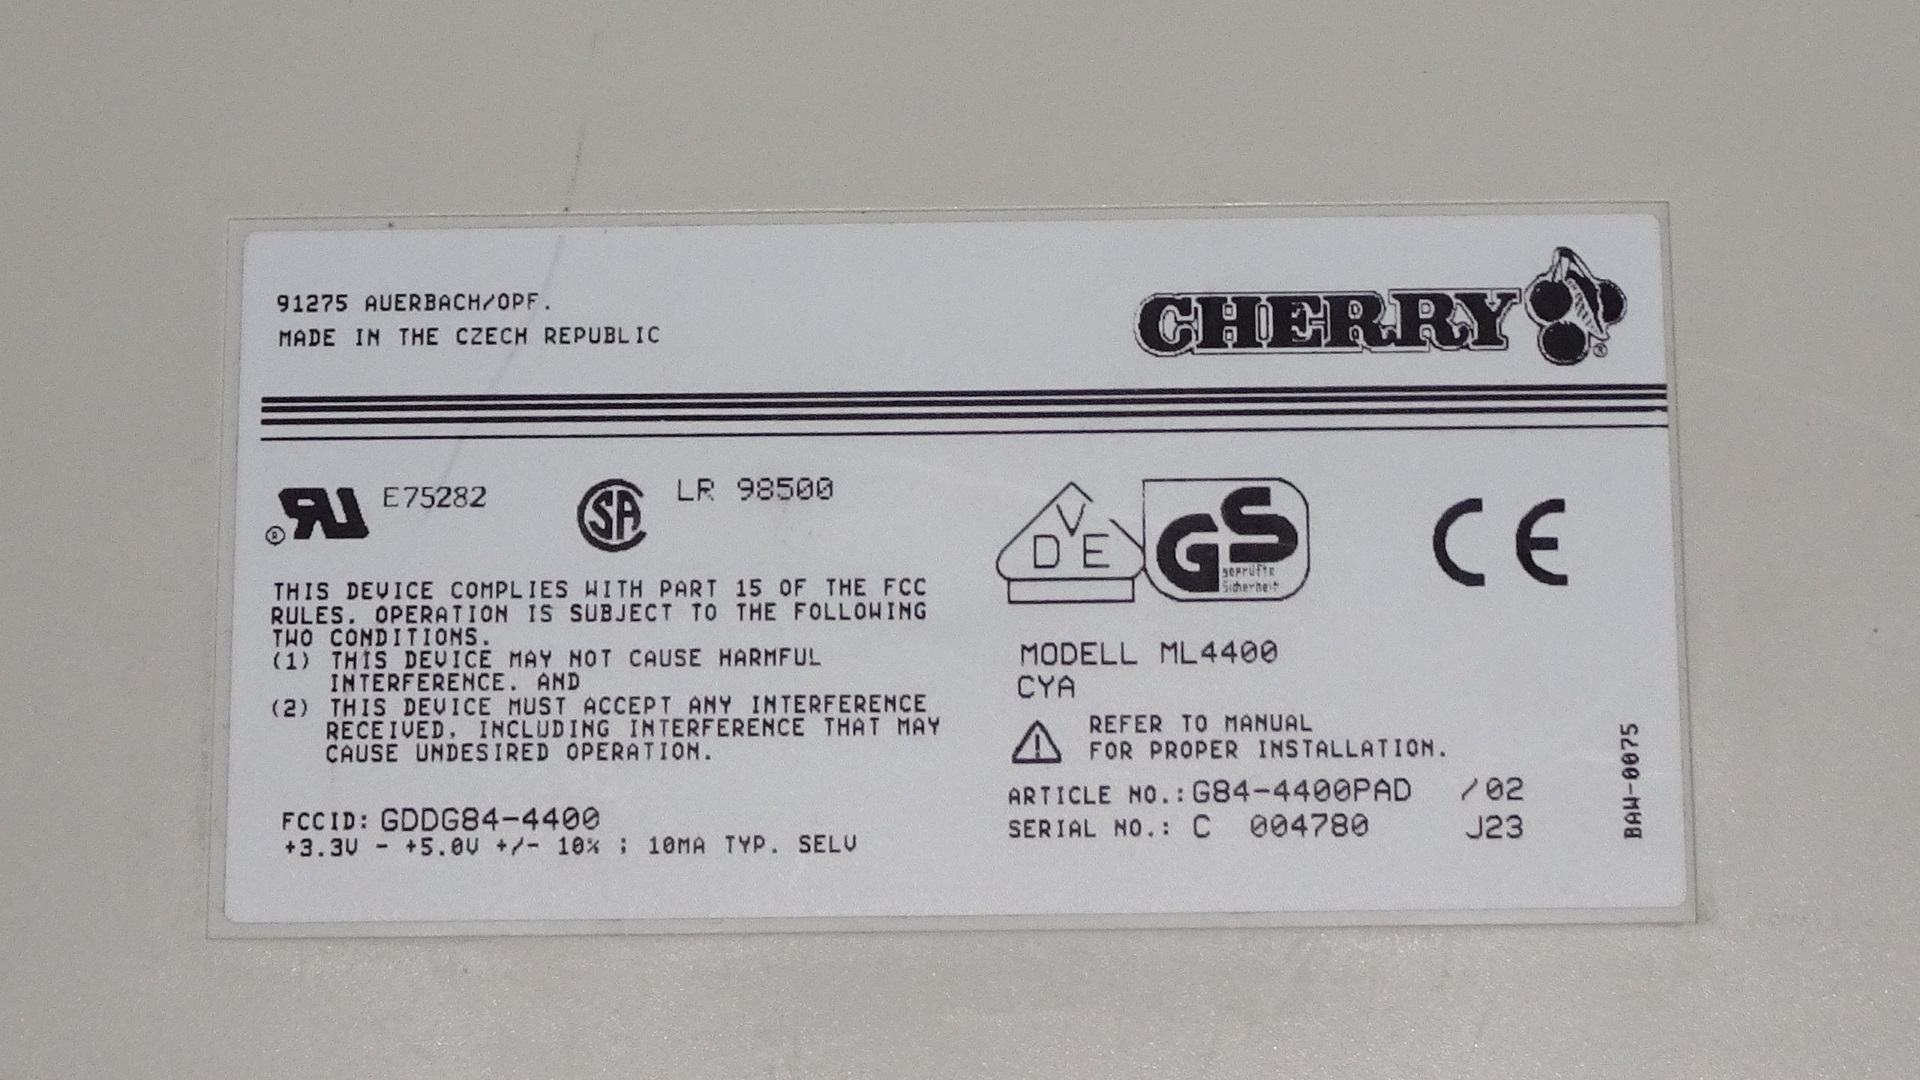 91275 AUERBACH/OPF.
MADE IN THE CZECH REPUBLIC
CHERRY
®
® RU E75282
SA LR 98500
VDE
GS
geprüfte
Sicherheit
CE
THIS DEVICE COMPLIES WITH PART 15 OF THE FCC
RULES. OPERATION IS SUBJECT TO THE FOLLOWING
TWO CONDITIONS.
(1) THIS DEVICE MAY NOT CAUSE HARMFUL
INTERFERENCE. AND
(2) THIS DEVICE MUST ACCEPT ANY INTERFERENCE
RECEIVED, INCLUDING INTERFERENCE THAT MAY
CAUSE UNDESIRED OPERATION.
FCCID: GDDG84-4400
+3.3V - +5.0V +/- 10% ; 10MA TYP. SELV
MODELL ML4400
CYA
REFER TO MANUAL
FOR PROPER INSTALLATION.
ARTICLE NO.: G84-4400PAD /02
SERIAL NO.: C 004780 J23
BAW-0075